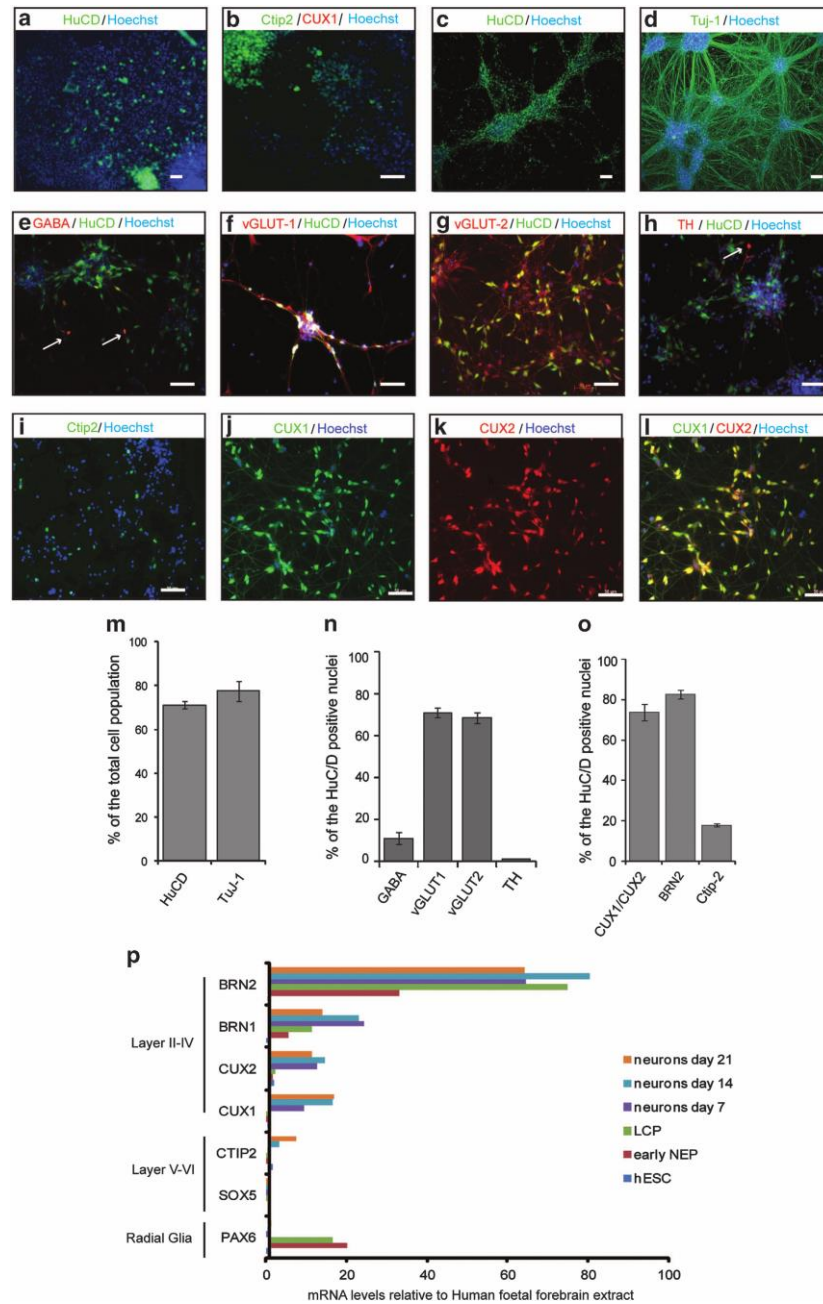 a HuCD/Hoechst
b Ctip2/CUX1/Hoechst
c HuCD/Hoechst
d Tuj-1/Hoechst
e GABA/HuCD/Hoechst
f vGLUT-1/HuCD/Hoechst
g vGLUT-2/HuCD/Hoechst
h TH/HuCD/Hoechst
i Ctip2/Hoechst
j CUX1/Hoechst
k CUX2/Hoechst
l CUX1/CUX2/Hoechst
m
% of the total cell population
100
80
60
40
20
0
HuCD
TuJ-1
n
% of the HuC/D positive nuclei
100
80
60
40
20
0
GABA
vGLUT1
vGLUT2
TH
o
% of the HuC/D positive nuclei
100
80
60
40
20
0
CUX1/CUX2
BRN2
Ctip-2
p
Layer II-IV
BRN2
BRN1
CUX2
CUX1
Layer V-VI
CTIP2
SOX5
Radial Glia
PAX6
neurons day 21
neurons day 14
neurons day 7
LCP
early NEP
hESC
0 20 40 60 80 100
mRNA levels relative to Human foetal forebrain extract